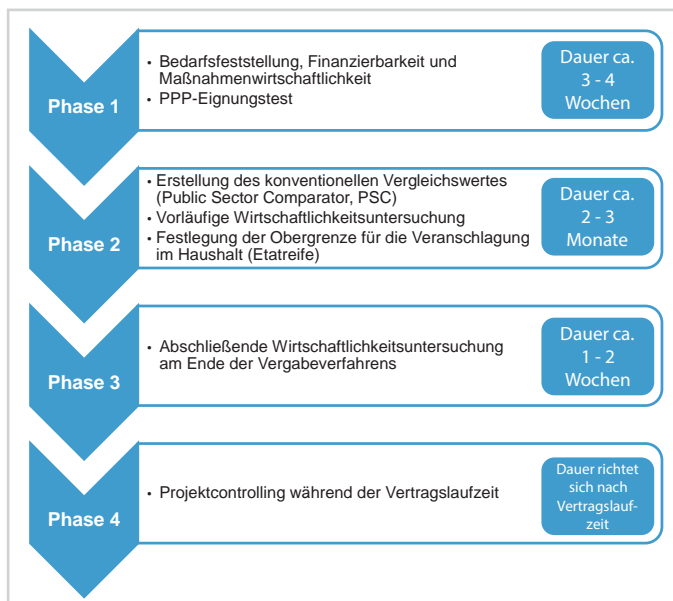 Phase 1
• Bedarfsfeststellung, Finanzierbarkeit und
Maßnahmenwirtschaftlichkeit
• PPP-Eignungstest
Dauer ca.
3 - 4
Wochen
Phase 2
• Erstellung des konventionellen Vergleichswertes
(Public Sector Comparator, PSC)
• Vorläufige Wirtschaftlichkeitsuntersuchung
• Festlegung der Obergrenze für die Veranschlagung
im Haushalt (Etatreife)
Dauer ca.
2 - 3
Monate
Phase 3
• Abschließende Wirtschaftlichkeitsuntersuchung
am Ende der Vergabeverfahrens
Dauer ca.
1 - 2
Wochen
Phase 4
• Projektcontrolling während der Vertragslaufzeit
Dauer richtet
sich nach
Vertragslauf-
zeit